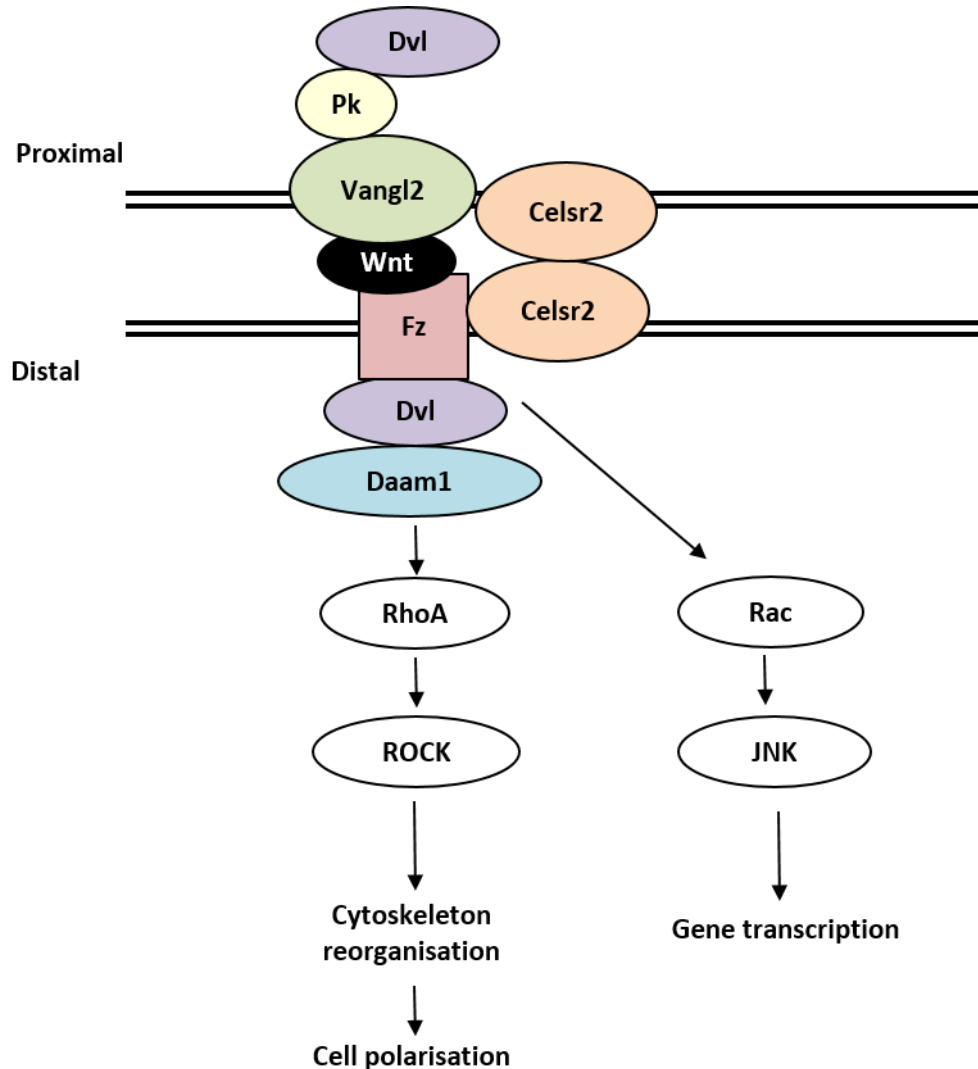 Dvl
Pk
Proximal
Vangl2
Celsr2
Wnt
Celsr2
Fz
Distal
Dvl
Daam1
RhoA
Rac
ROCK
JNK
Cytoskeleton
reorganisation
Gene transcription
Cell polarisation